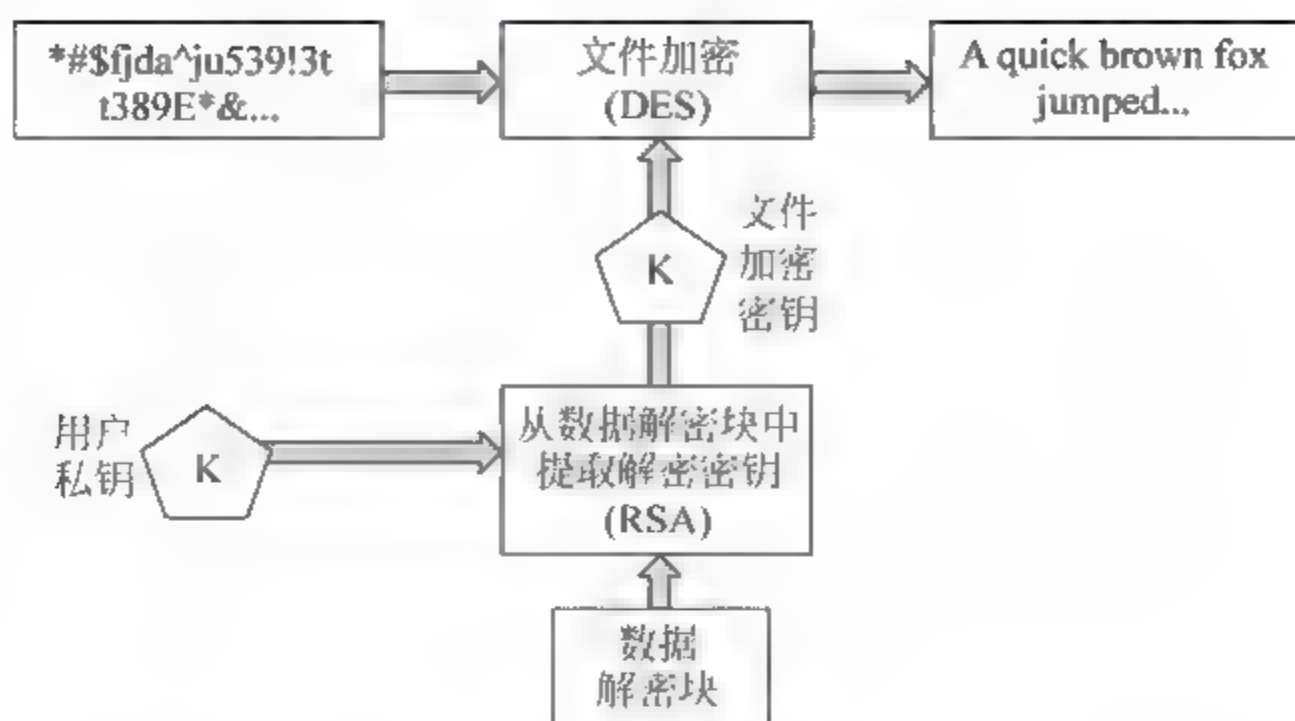 *#$fjda^ju539!3t
t389E*&...
文件加密
(DES)
A quick brown fox
jumped...
文件
加密
密钥
K
用户
私钥
K
从数据解密块中
提取解密密钥
(RSA)
数据
解密块